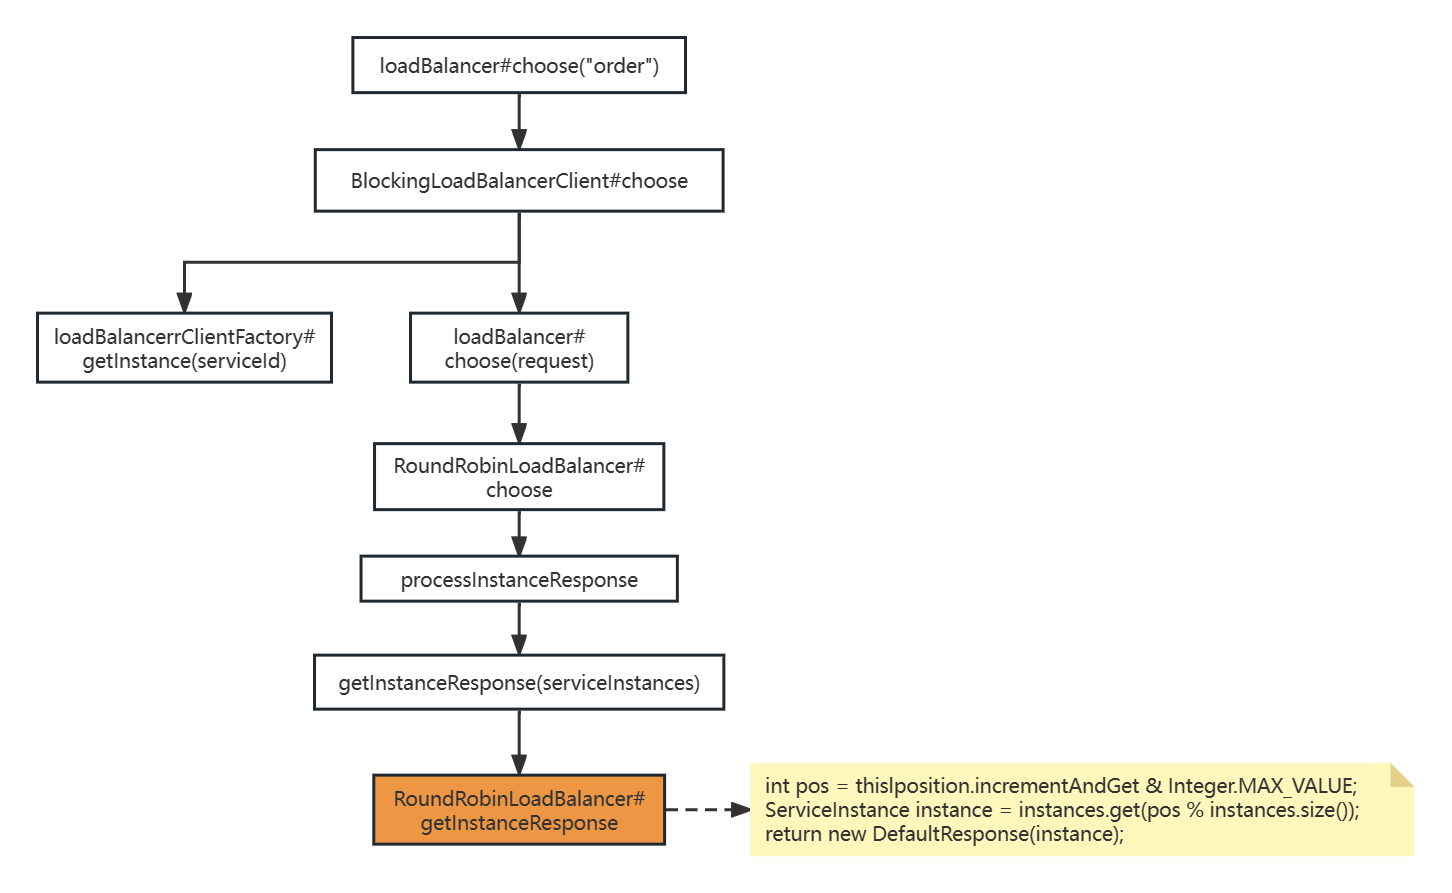 loadBalancer#choose("order")
BlockingLoadBalancerClient#choose
loadBalancerrClientFactory#
getInstance(serviceId)
loadBalancer#
choose(request)
RoundRobinLoadBalancer#
choose
processInstanceResponse
getInstanceResponse(serviceInstances)
RoundRobinLoadBalancer#
getInstanceResponse
int pos = thisIposition.incrementAndGet & Integer.MAX_VALUE;
ServiceInstance instance = instances.get(pos % instances.size());
return new DefaultResponse(instance);